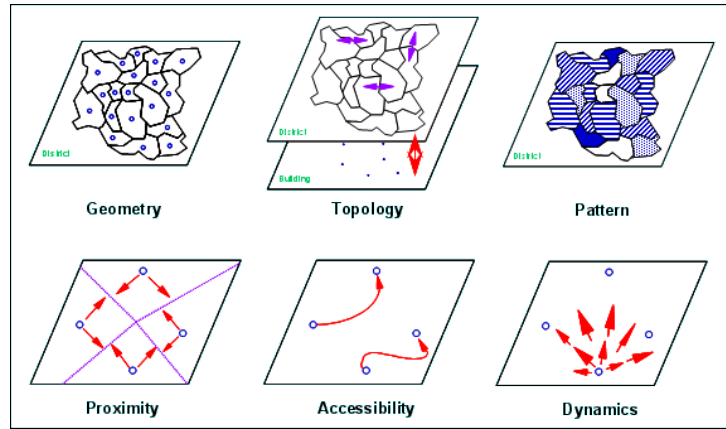 District
District
Building
District
Geometry
Topology
Pattern
Proximity
Accessibility
Dynamics